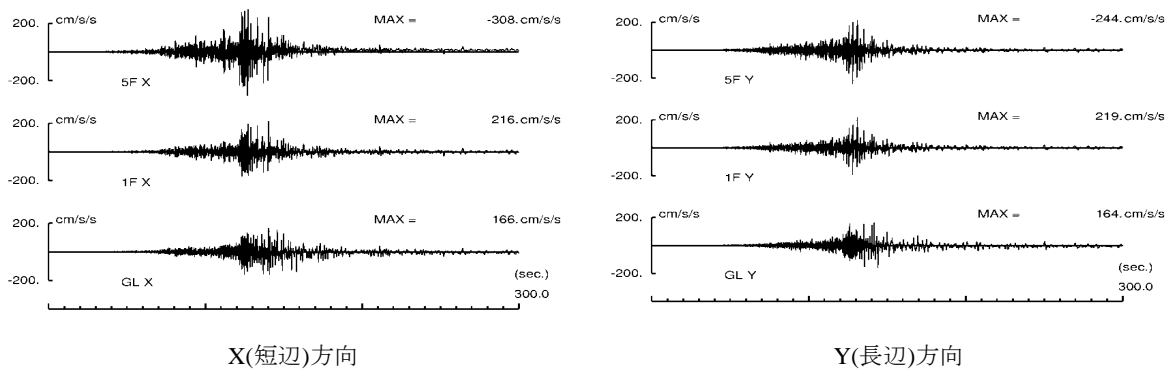 200. cm/s/s MAX = -308. cm/s/s
-200. 5F X
200. cm/s/s MAX = 216. cm/s/s
-200. 1F X
200. cm/s/s MAX = 166. cm/s/s
-200. GL X (sec.)
300.0
X(短辺)方向
200. cm/s/s MAX = -244. cm/s/s
-200. 5F Y
200. cm/s/s MAX = 219. cm/s/s
-200. 1F Y
200. cm/s/s MAX = 164. cm/s/s
-200. GL Y (sec.)
300.0
Y(長辺)方向